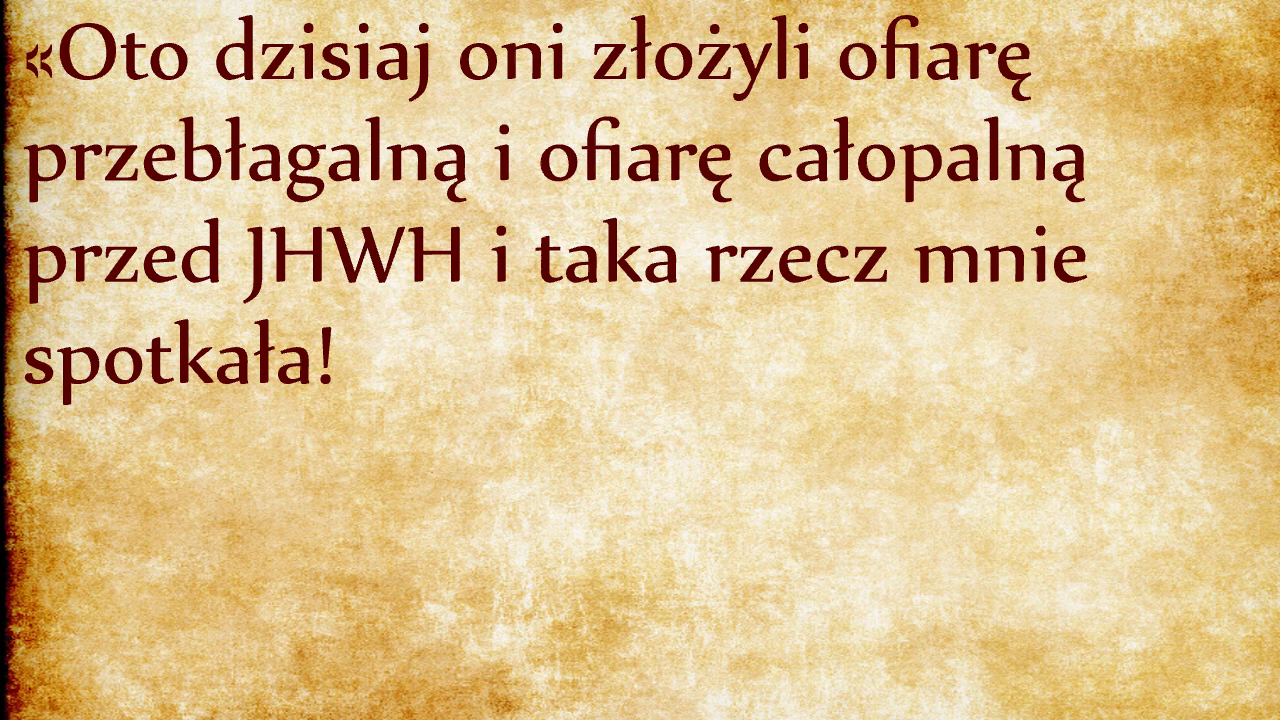 «Oto dzisiaj oni złożyli ofiarę
przebłagalną i ofiarę całopalną
przed JHWH i taka rzecz mnie
spotkała!